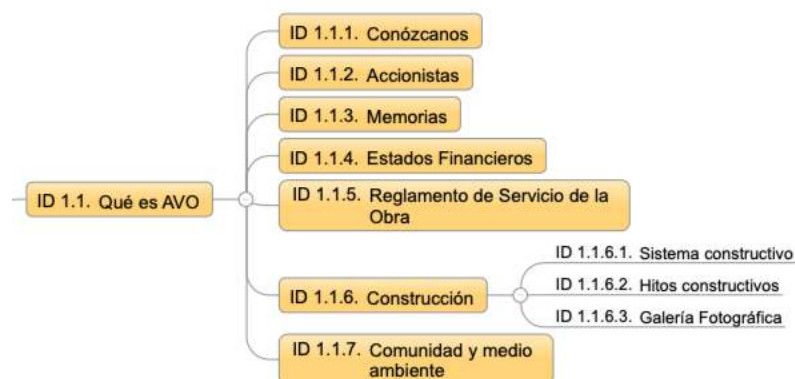 ID 1.1.1. Conózcanos
ID 1.1.2. Accionistas
ID 1.1.3. Memorias
ID 1.1.4. Estados Financieros
ID 1.1. Qué es AVO
ID 1.1.5. Reglamento de Servicio de la
Obra
ID 1.1.6. Construcción
ID 1.1.6.1. Sistema constructivo
ID 1.1.6.2. Hitos constructivos
ID 1.1.6.3. Galería Fotográfica
ID 1.1.7. Comunidad y medio
ambiente